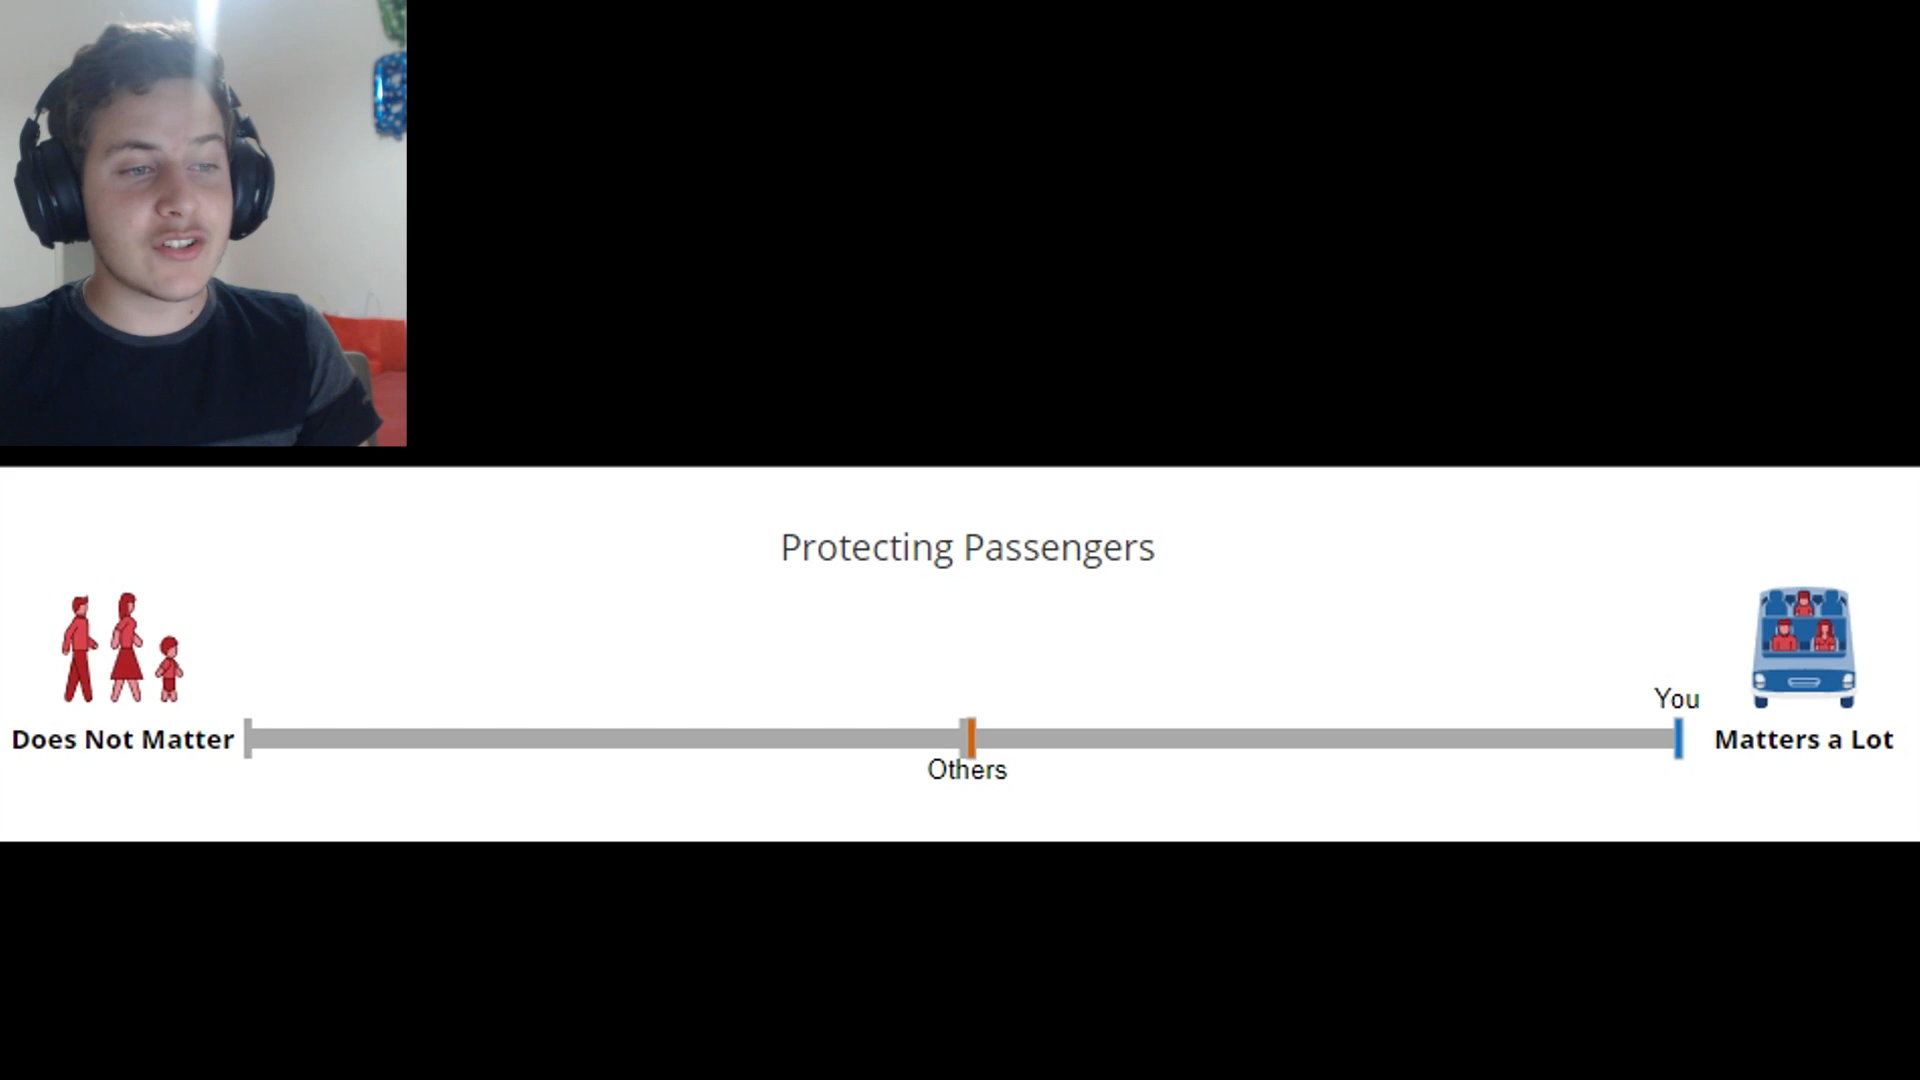 Protecting Passengers
You
Does Not Matter
Matters a Lot
Others